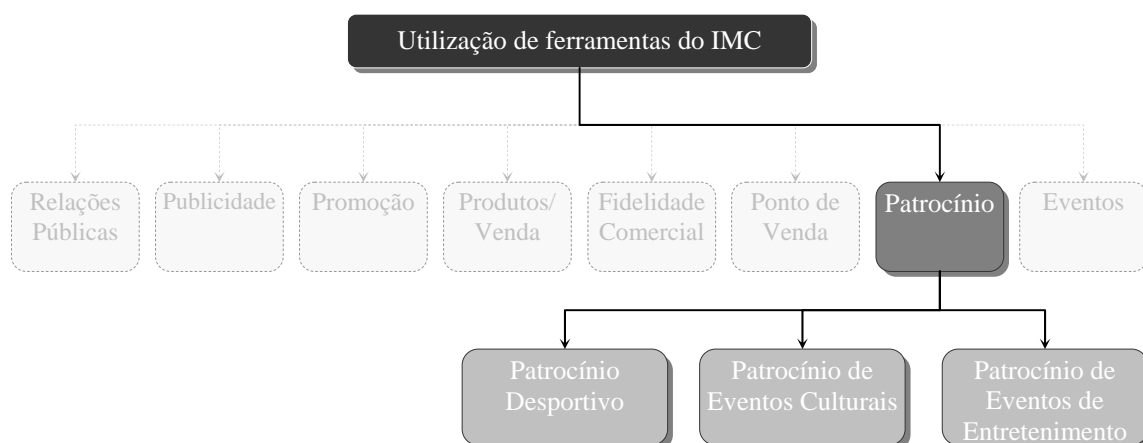 Utilização de ferramentas do IMC
Relações
Públicas
Publicidade
Promoção
Produtos/
Venda
Fidelidade
Comercial
Ponto de
Venda
Patrocínio
Eventos
Patrocínio
Desportivo
Patrocínio de
Eventos Culturais
Patrocínio de
Eventos de
Entretenimento